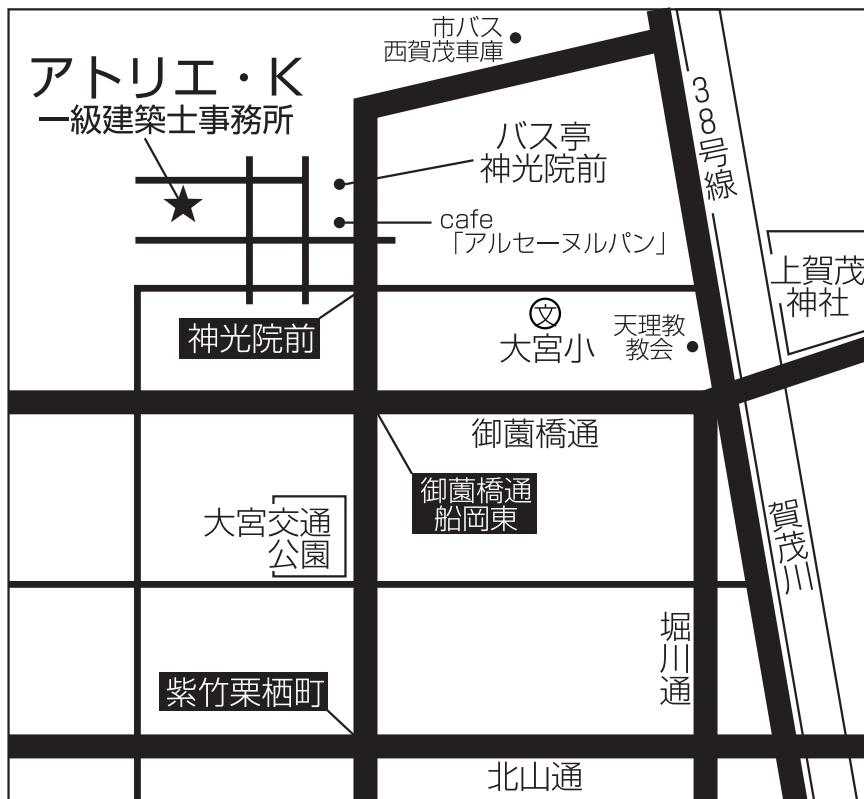 市バス
西賀茂車庫
アトリエ・K
一級建築士事務所
38号線
バス亭
神光院前
cafe
「アルセーヌルパン」
上賀茂
神社
神光院前
文
大宮小
天理教
教会
御薗橋通
御薗橋通
船岡東
大宮交通
公園
賀茂川
堀川通
紫竹栗栖町
北山通